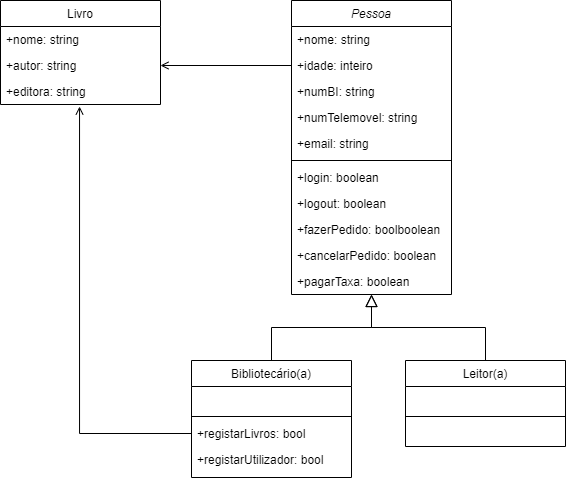 Livro
+nome: string
+autor: string
+editora: string
Pessoa
+nome: string
+idade: inteiro
+numBI: string
+numTelemovel: string
+email: string
+login: boolean
+logout: boolean
+fazerPedido: boolboolean
+cancelarPedido: boolean
+pagarTaxa: boolean
Bibliotecário(a)
+registarLivros: bool
+registarUtilizador: bool
Leitor(a)